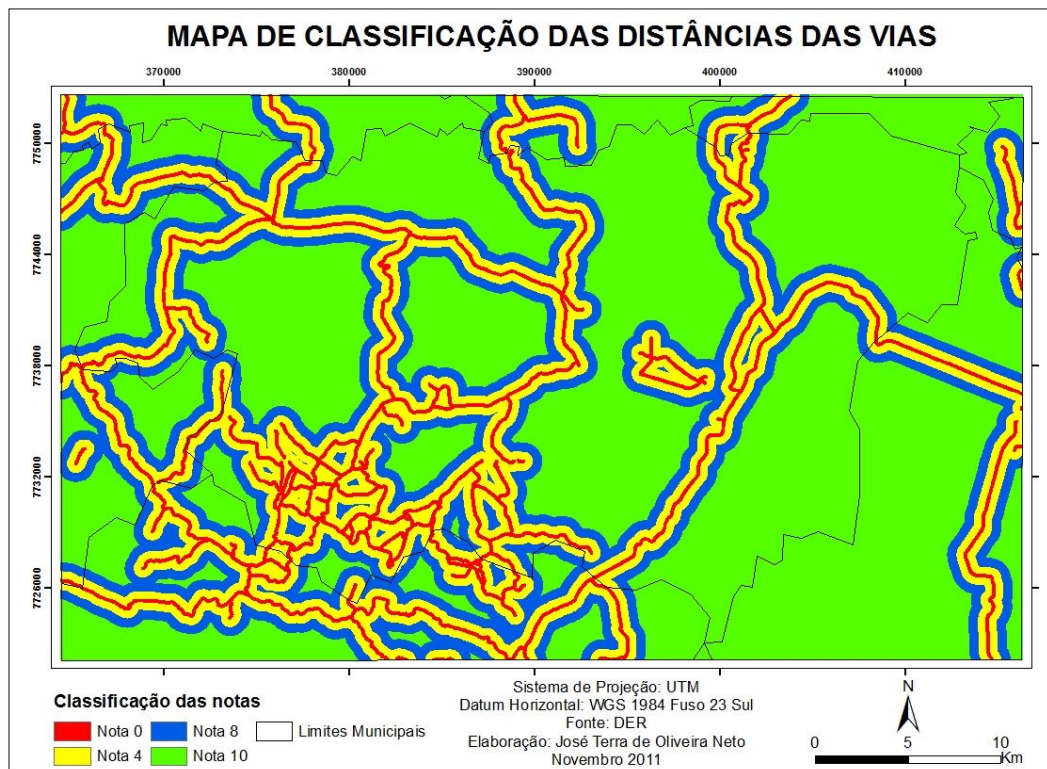 MAPA DE CLASSIFICAÇÃO DAS DISTÂNCIAS DAS VIAS
370000 380000 390000 400000 410000
7750000
7744000
7738000
7732000
7726000
Classificação das notas
Nota 0 Nota 8 Limites Municipais
Nota 4 Nota 10
Sistema de Projeção: UTM
Datum Horizontal: WGS 1984 Fuso 23 Sul
Fonte: DER
Elaboração: José Terra de Oliveira Neto
Novembro 2011
N
0 5 10
Km